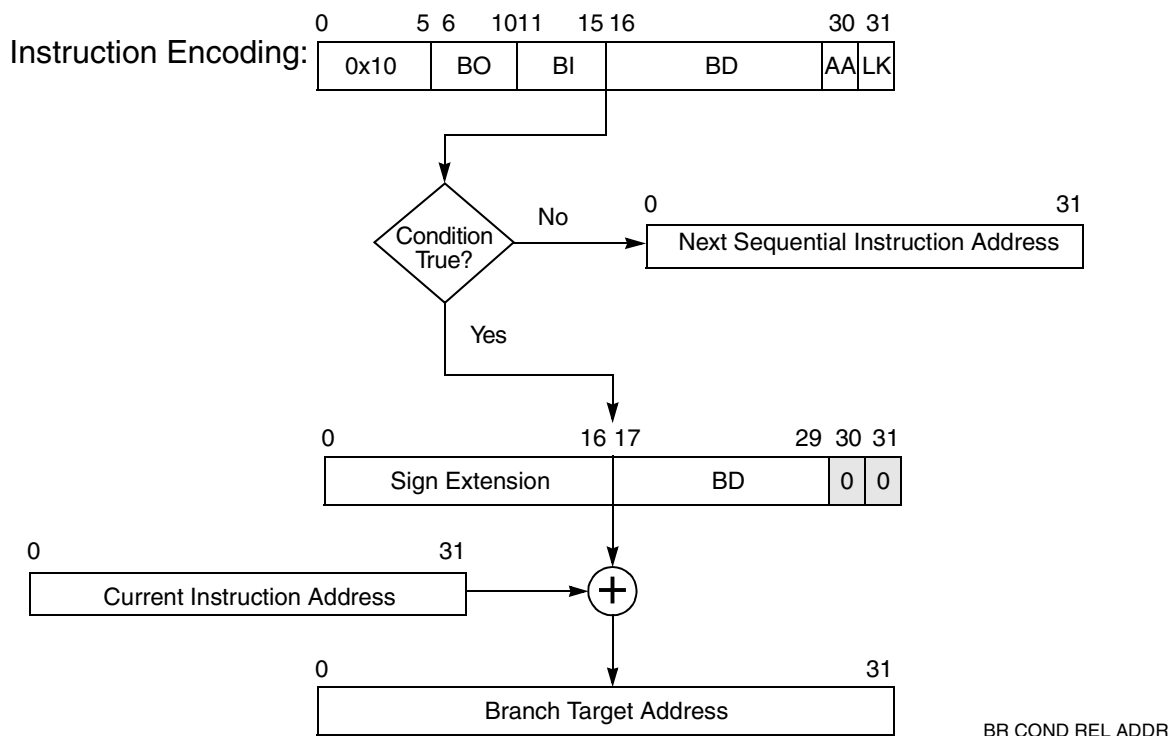 0 5 6 10 11 15 16 30 31
Instruction Encoding: 0x10 BO BI BD AA LK
No
0 31
Condition
True?
Next Sequential Instruction Address
Yes
0 16 17 29 30 31
Sign Extension BD 0 0
0 31
Current Instruction Address +
0 31
Branch Target Address
BR COND REL ADDR